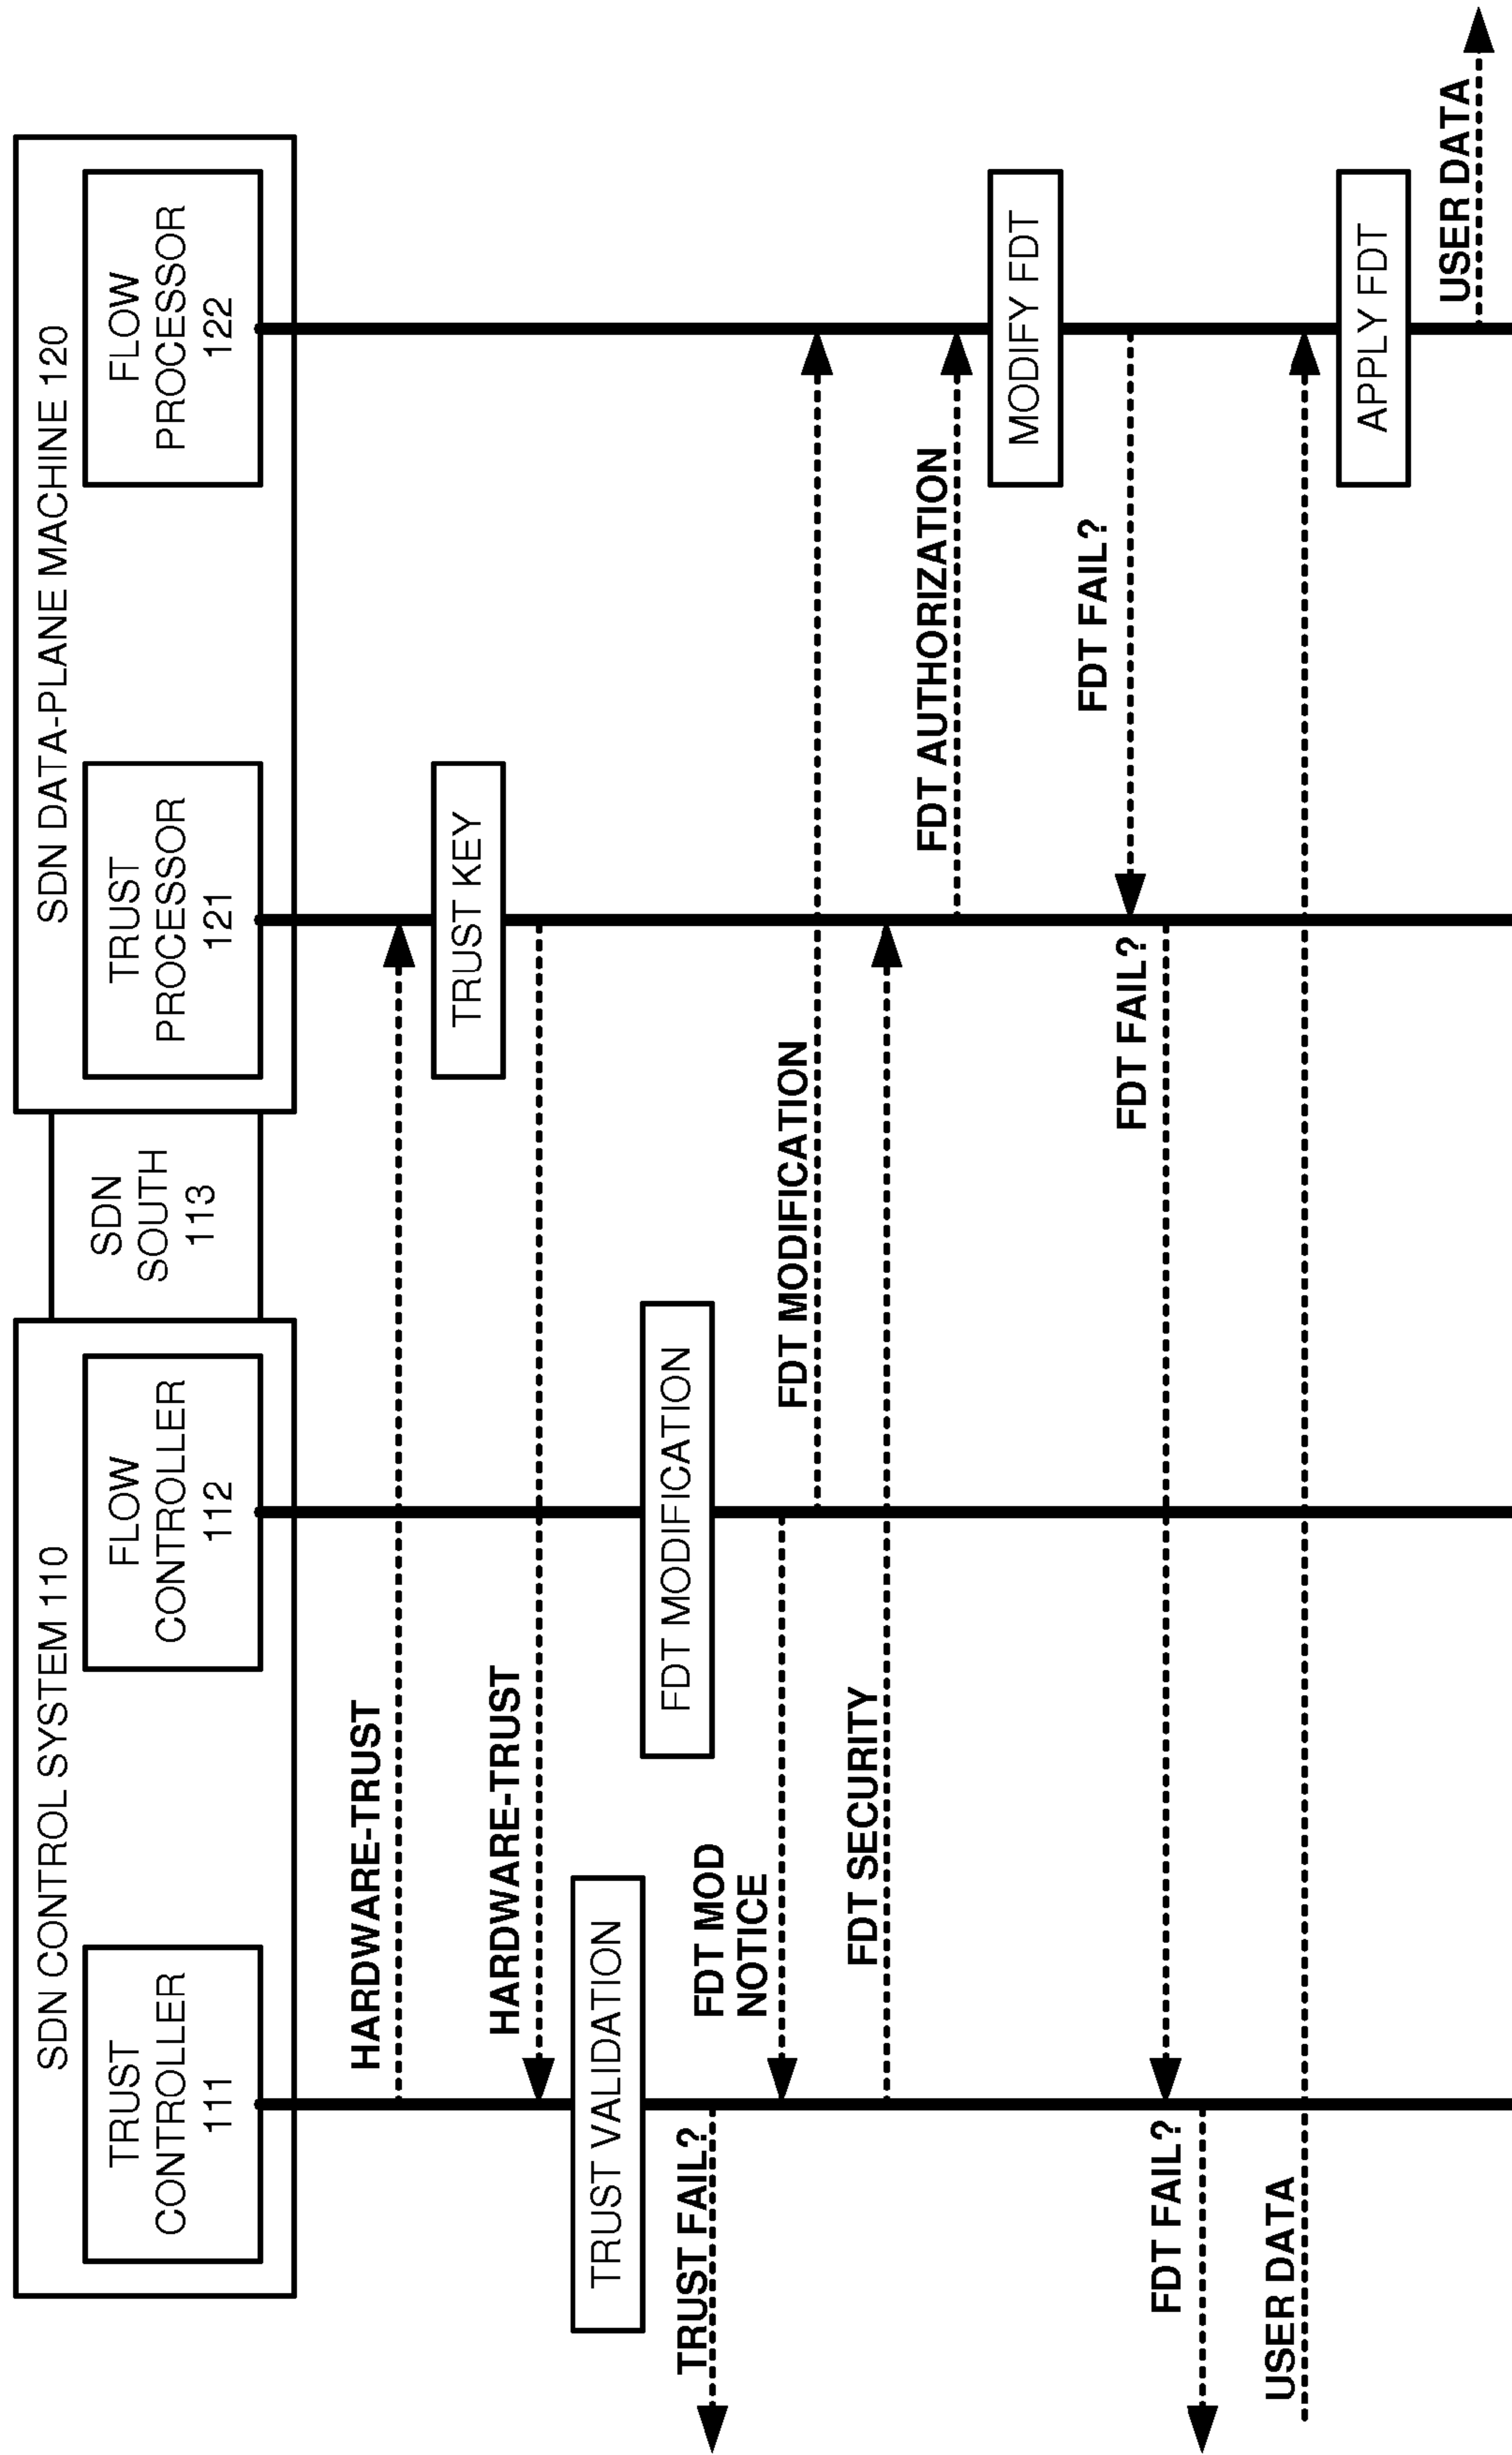 SDN CONTROL SYSTEM 110
TRUST
CONTROLLER
111
FLOW
CONTROLLER
112
SDN
SOUTH
113
SDN DATA-PLANE MACHINE 120
TRUST
PROCESSOR
121
FLOW
PROCESSOR
122
HARDWARE-TRUST
TRUST KEY
HARDWARE-TRUST
TRUST VALIDATION
FDT MODIFICATION
TRUST FAIL?
FDT MOD
NOTICE
FDT MODIFICATION
FDT SECURITY
FDT AUTHORIZATION
MODIFY FDT
FDT FAIL?
FDT FAIL?
FDT FAIL?
USER DATA
APPLY FDT
USER DATA